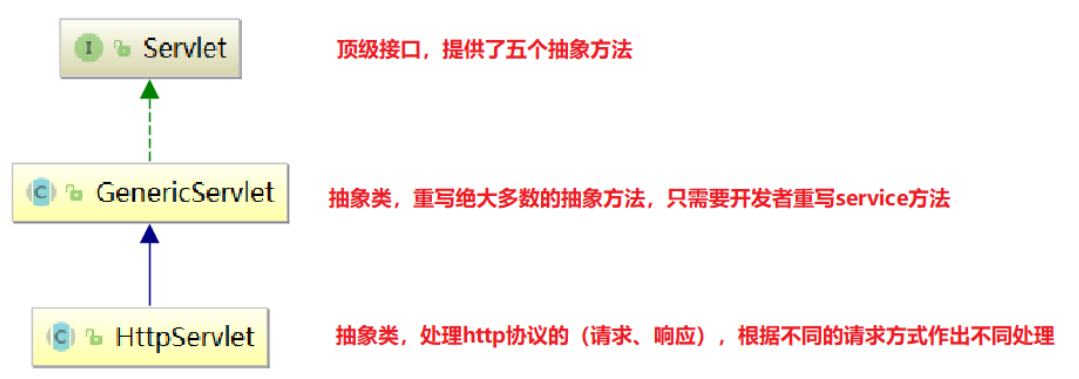 I Servlet 顶级接口，提供了五个抽象方法
C GenericServlet 抽象类，重写绝大多数的抽象方法，只需要开发者重写service方法
C HttpServlet 抽象类，处理http协议的（请求、响应），根据不同的请求方式作出不同处理